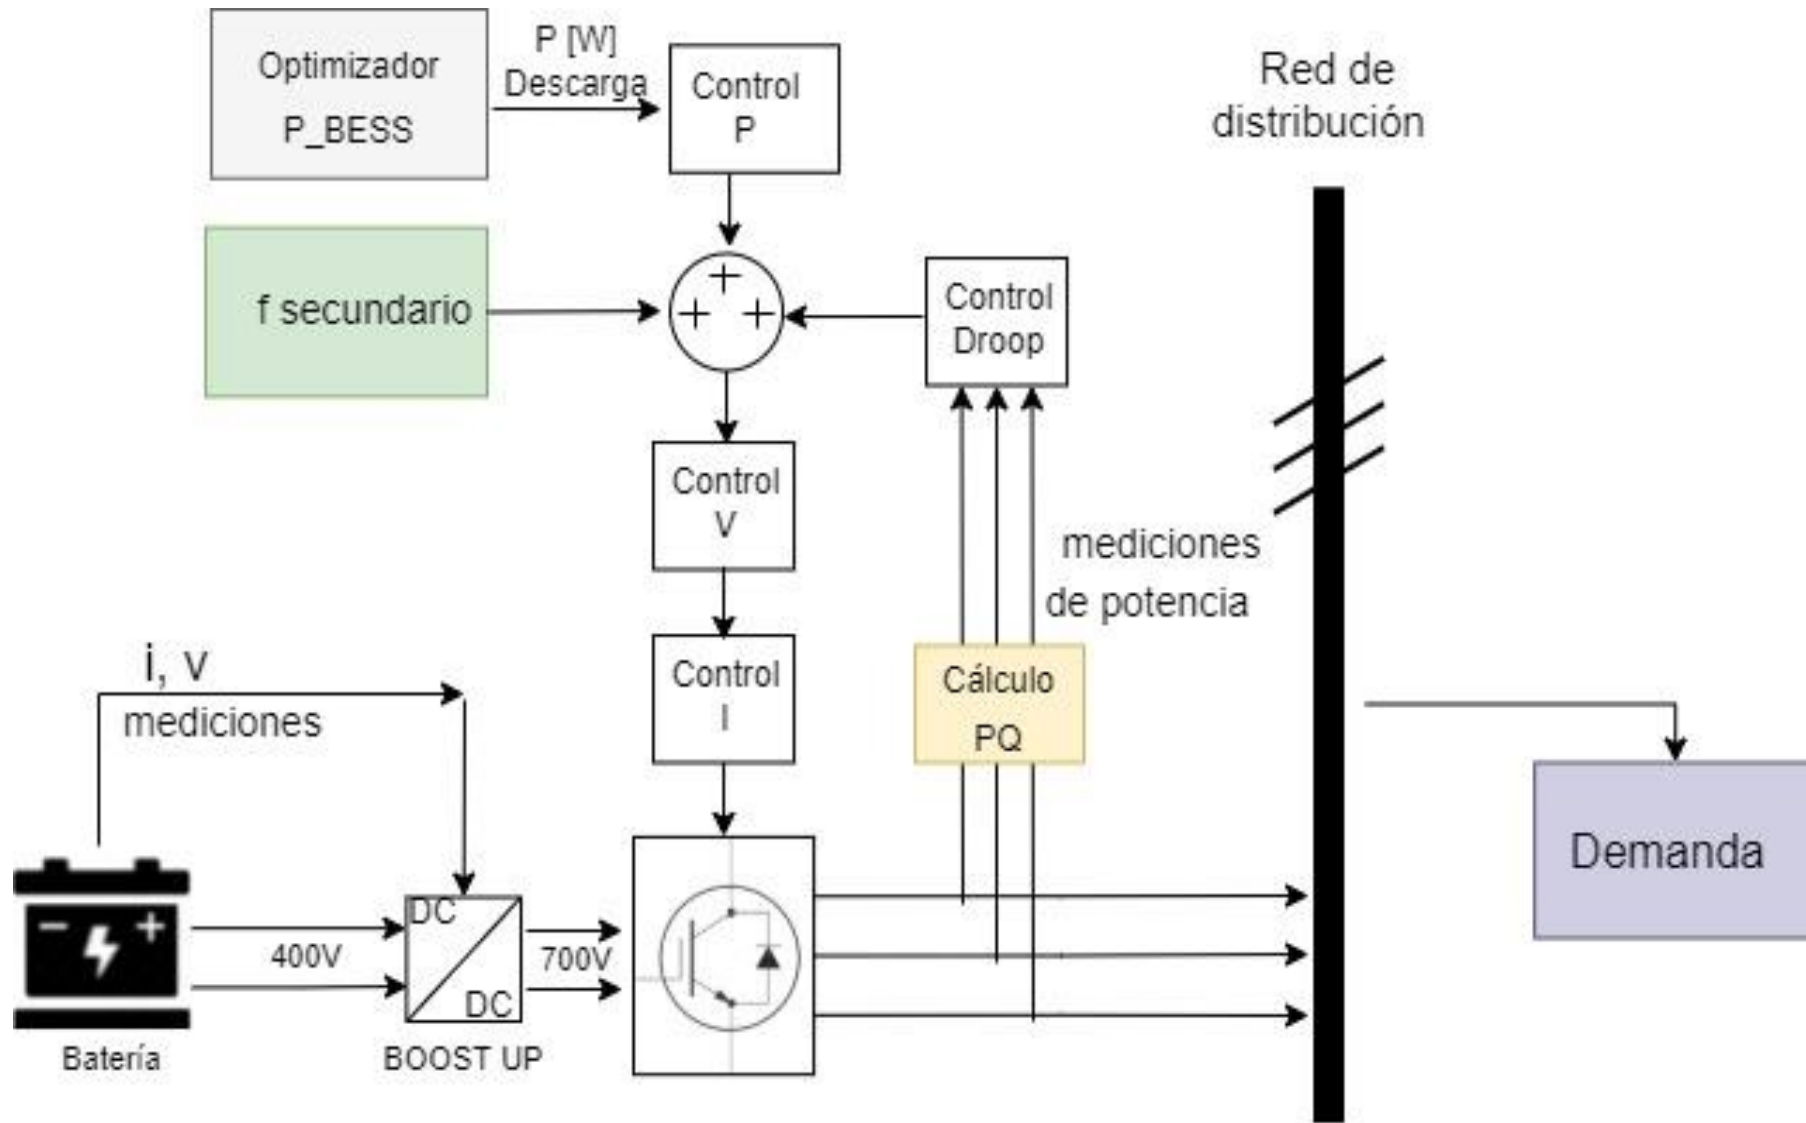 Optimizador
P_BESS
P [W]
Descarga
Control
P
Red de
distribución
f secundario
+
+ +
Control
Droop
Control
V
mediciones
de potencia
Control
I
Cálculo
PQ
i, v
mediciones
Demanda
- +
400V
DC
DC
700V
Batería
BOOST UP